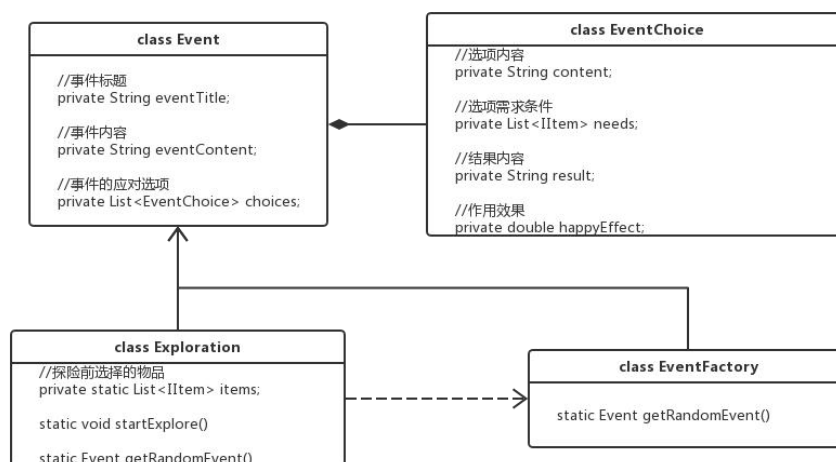 class Event
//事件标题
private String eventTitle;
//事件内容
private String eventContent;
//事件的应对选项
private List<EventChoice> choices;
class EventChoice
//选项内容
private String content;
//选项需求条件
private List<IItem> needs;
//结果内容
private String result;
//作用效果
private double happyEffect;
class Exploration
//探险前选择的物品
private static List<IItem> items;
static void startExplore()
static Event getRandomEvent()
class EventFactory
static Event getRandomEvent()